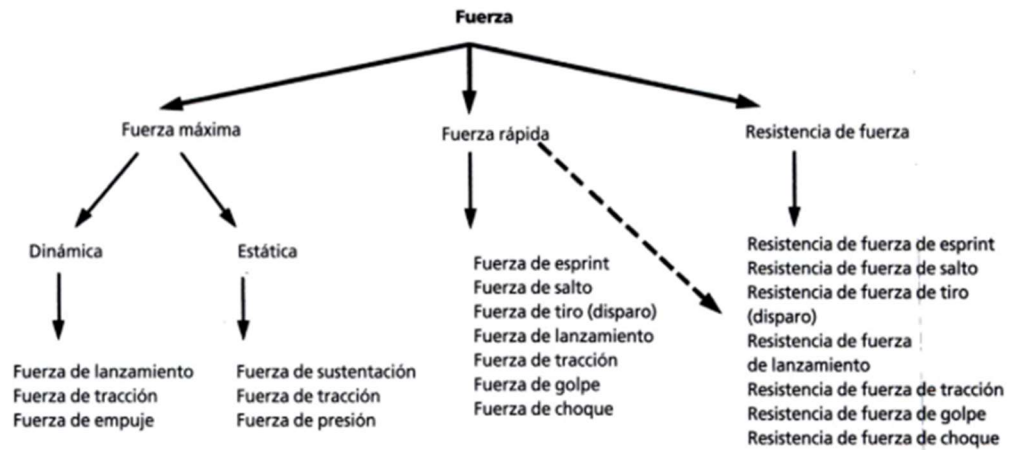 Fuerza
Fuerza máxima
Fuerza rápida
Resistencia de fuerza
Dinámica
Estática
Fuerza de lanzamiento
Fuerza de tracción
Fuerza de empuje
Fuerza de sustentación
Fuerza de tracción
Fuerza de presión
Fuerza de esprint
Fuerza de salto
Fuerza de tiro (disparo)
Fuerza de lanzamiento
Fuerza de tracción
Fuerza de golpe
Fuerza de choque
Resistencia de fuerza de esprint
Resistencia de fuerza de salto
Resistencia de fuerza de tiro
(disparo)
Resistencia de fuerza
de lanzamiento
Resistencia de fuerza de tracción
Resistencia de fuerza de golpe
Resistencia de fuerza de choque